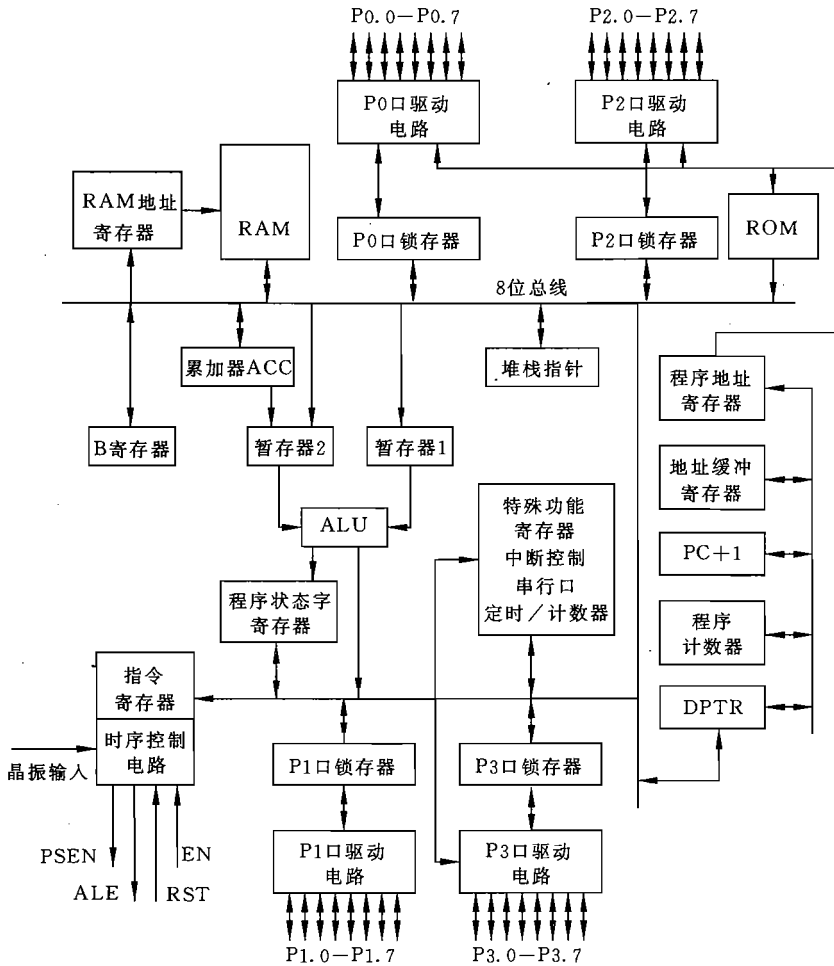 P0.0—P0.7
P2.0—P2.7
P0口驱动
电路
P2口驱动
电路
RAM地址
寄存器
RAM
P0口锁存器
P2口锁存器
ROM
8位总线
累加器ACC
堆栈指针
程序地址
寄存器
B寄存器
暂存器2
暂存器1
地址缓冲
寄存器
ALU
特殊功能
寄存器
中断控制
串行口
定时／计数器
PC+1
程序状态字
寄存器
程序
计数器
指令
寄存器
DPTR
时序控制
电路
晶振输入
P1口锁存器
P3口锁存器
PSEN
EN
ALE
RST
P1口驱动
电路
P3口驱动
电路
P1.0—P1.7
P3.0—P3.7